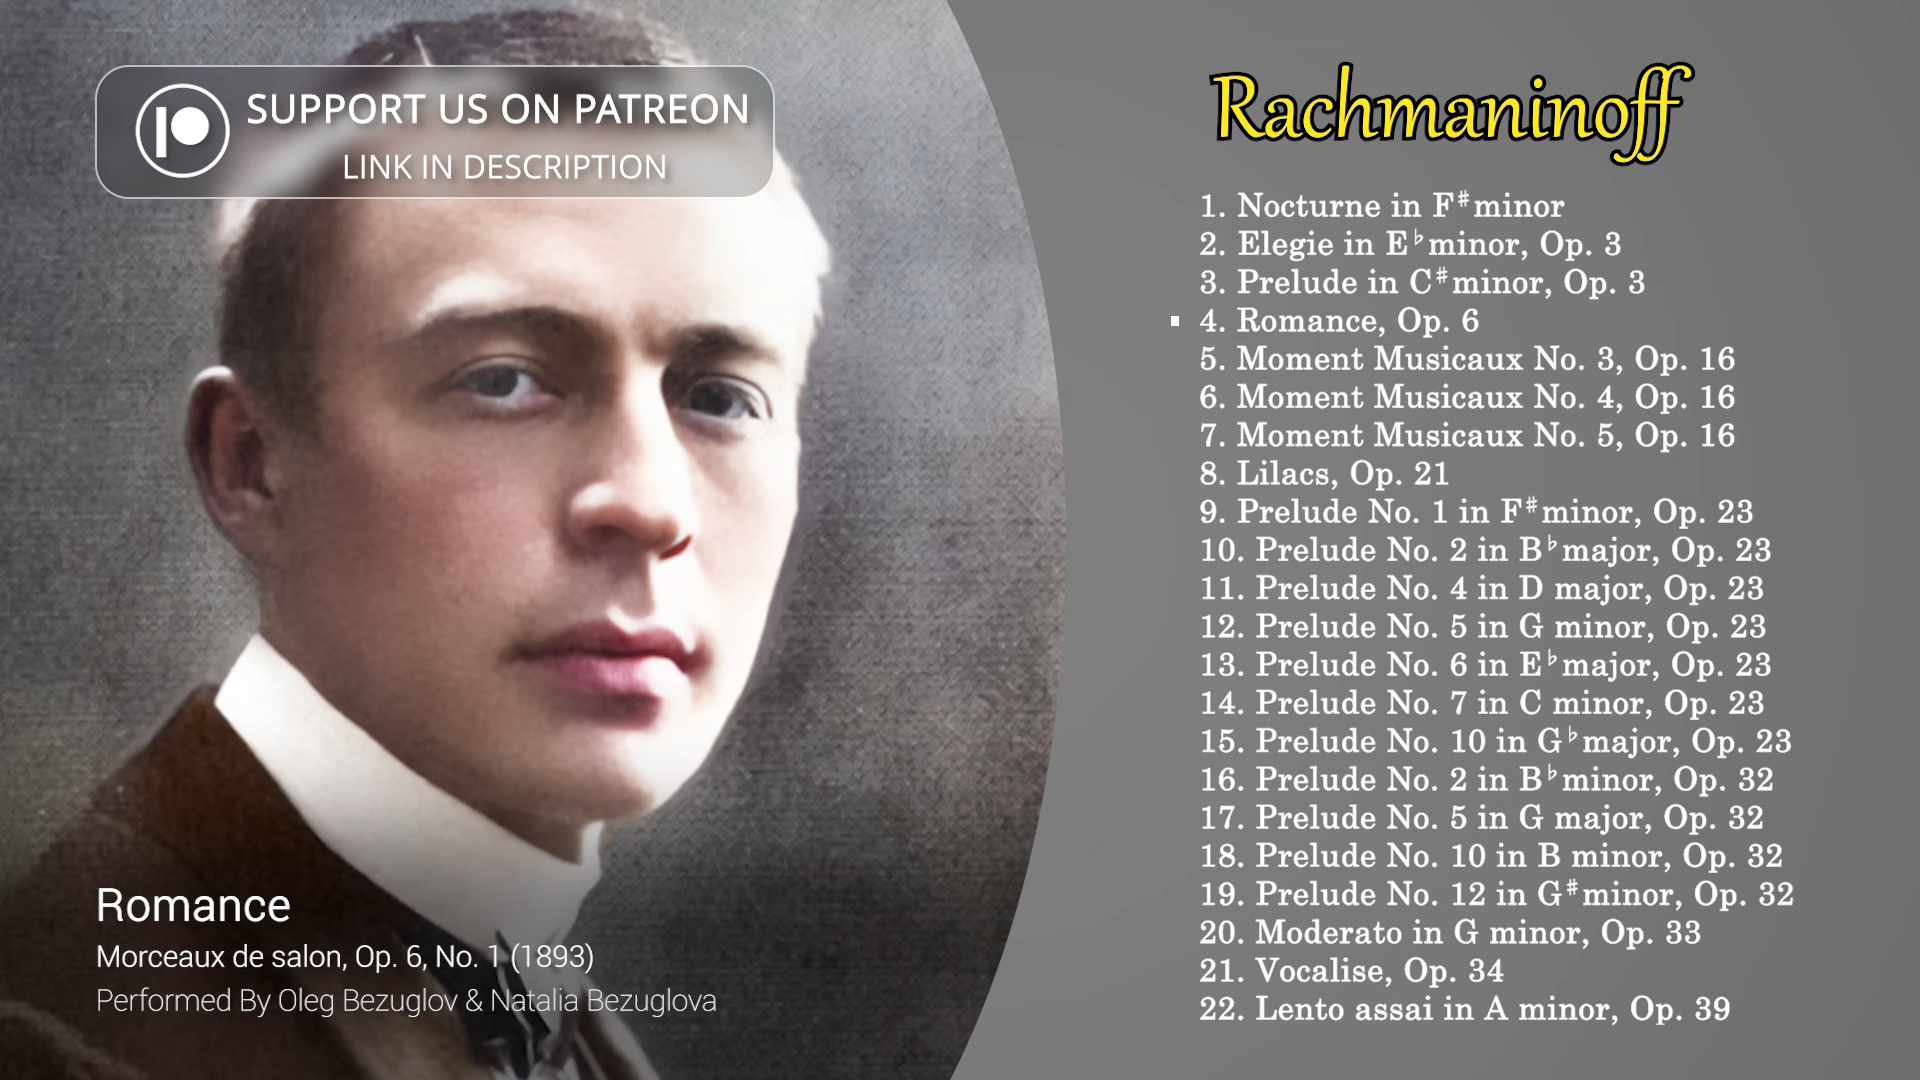 SUPPORT US ON PATREON
LINK IN DESCRIPTION
Romance
Morceaux de salon, Op. 6, No. 1 (1893)
Performed By Oleg Bezuglov & Natalia Bezuglova
Rachmaninoff
1. Nocturne in F♯minor
2. Elegie in E♭minor, Op. 3
3. Prelude in C♯minor, Op. 3
▪ 4. Romance, Op. 6
5. Moment Musicaux No. 3, Op. 16
6. Moment Musicaux No. 4, Op. 16
7. Moment Musicaux No. 5, Op. 16
8. Lilacs, Op. 21
9. Prelude No. 1 in F♯minor, Op. 23
10. Prelude No. 2 in B♭major, Op. 23
11. Prelude No. 4 in D major, Op. 23
12. Prelude No. 5 in G minor, Op. 23
13. Prelude No. 6 in E♭major, Op. 23
14. Prelude No. 7 in C minor, Op. 23
15. Prelude No. 10 in G♭major, Op. 23
16. Prelude No. 2 in B♭minor, Op. 32
17. Prelude No. 5 in G major, Op. 32
18. Prelude No. 10 in B minor, Op. 32
19. Prelude No. 12 in G♯minor, Op. 32
20. Moderato in G minor, Op. 33
21. Vocalise, Op. 34
22. Lento assai in A minor, Op. 39